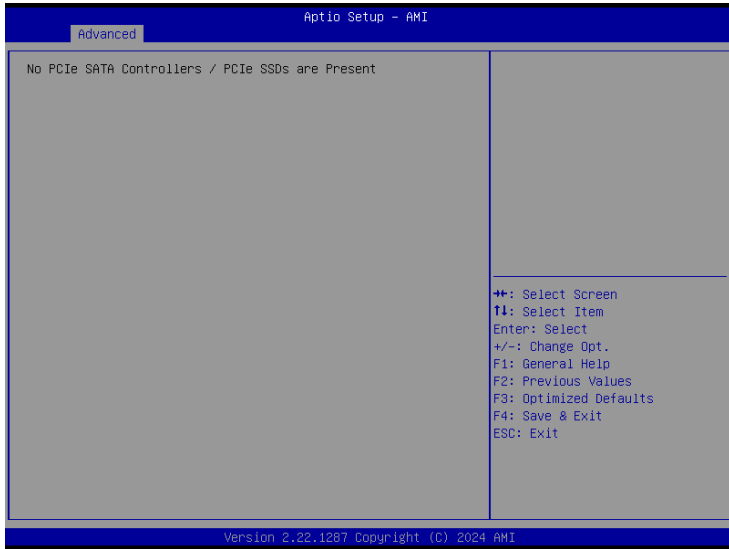 Aptio Setup – AMI
Advanced
No PCIe SATA Controllers / PCIe SSDs are Present
→←: Select Screen
↑↓: Select Item
Enter: Select
+/-: Change Opt.
F1: General Help
F2: Previous Values
F3: Optimized Defaults
F4: Save & Exit
ESC: Exit
Version 2.22.1287 Copyright (C) 2024 AMI